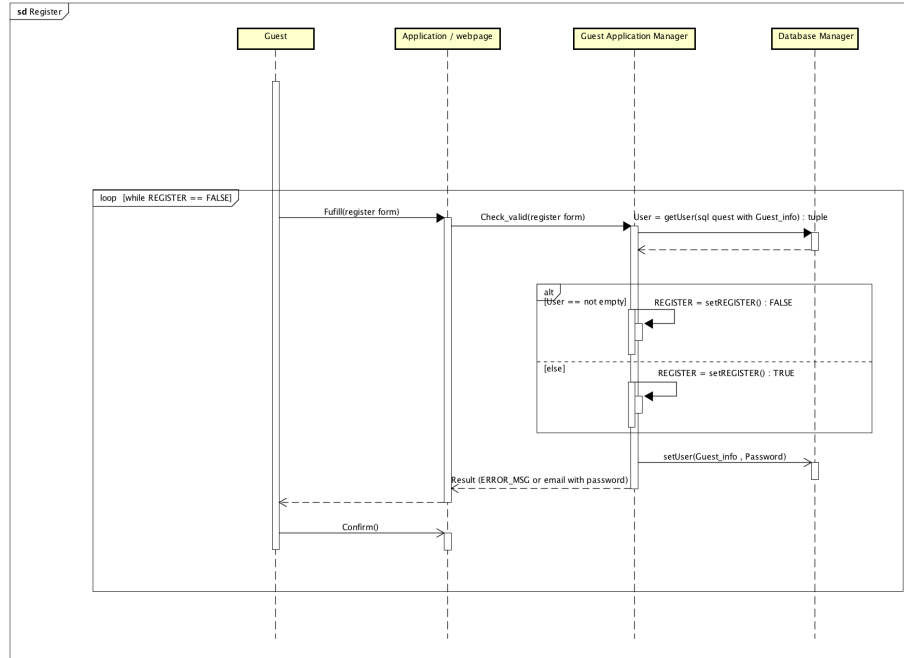 sd Register
Guest
Application / webpage
Guest Application Manager
Database Manager
loop [while REGISTER == FALSE]
Fufill(register form)
Check_valid(register form)
User = getUser(sql quest with Guest_info) : tuple
alt
[User == not empty]
REGISTER = setREGISTER() : FALSE
[else]
REGISTER = setREGISTER() : TRUE
setUser(Guest_info , Password)
Result (ERROR_MSG or email with password)
Confirm()